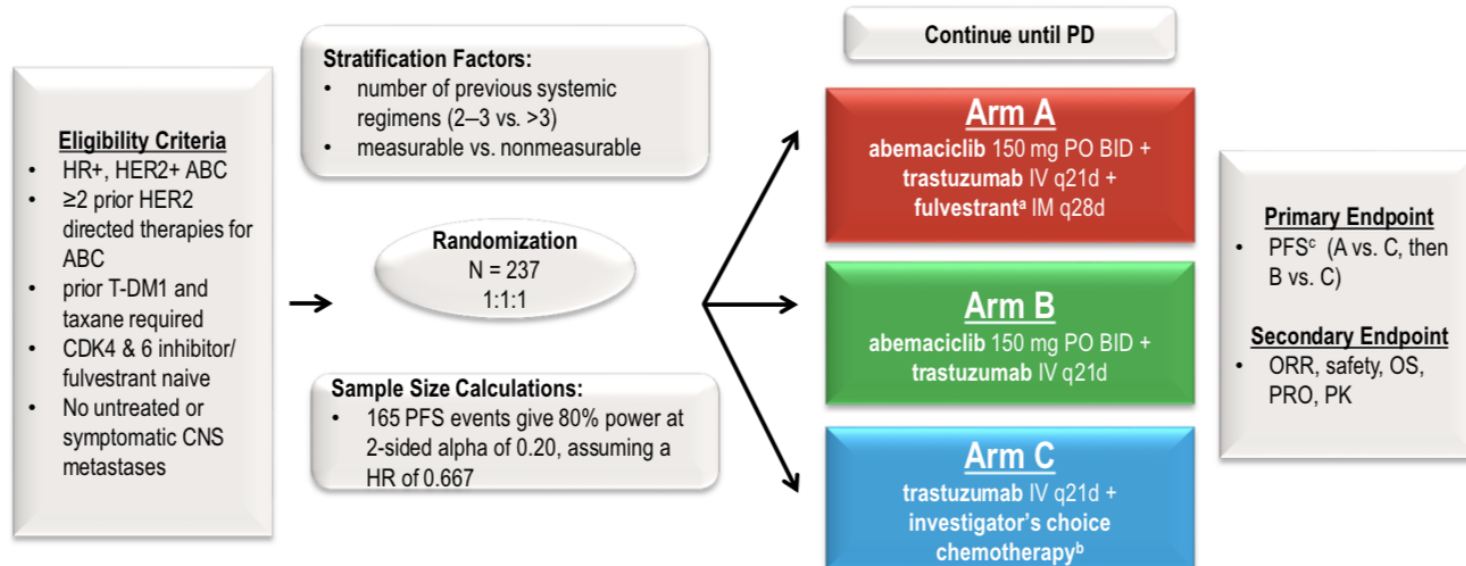 Eligibility Criteria
• HR+, HER2+ ABC
• ≥2 prior HER2
directed therapies for
ABC
• prior T-DM1 and
taxane required
• CDK4 & 6 inhibitor/
fulvestrant naive
• No untreated or
symptomatic CNS
metastases
Stratification Factors:
• number of previous systemic
regimens (2–3 vs. >3)
• measurable vs. nonmeasurable
Randomization
N = 237
1:1:1
Sample Size Calculations:
• 165 PFS events give 80% power at
2-sided alpha of 0.20, assuming a
HR of 0.667
Continue until PD
Arm A
abemaciclib 150 mg PO BID +
trastuzumab IV q21d +
fulvestrantᵃ IM q28d
Arm B
abemaciclib 150 mg PO BID +
trastuzumab IV q21d
Arm C
trastuzumab IV q21d +
investigator's choice
chemotherapyᵇ
Primary Endpoint
• PFSᶜ (A vs. C, then
B vs. C)
Secondary Endpoint
• ORR, safety, OS,
PRO, PK